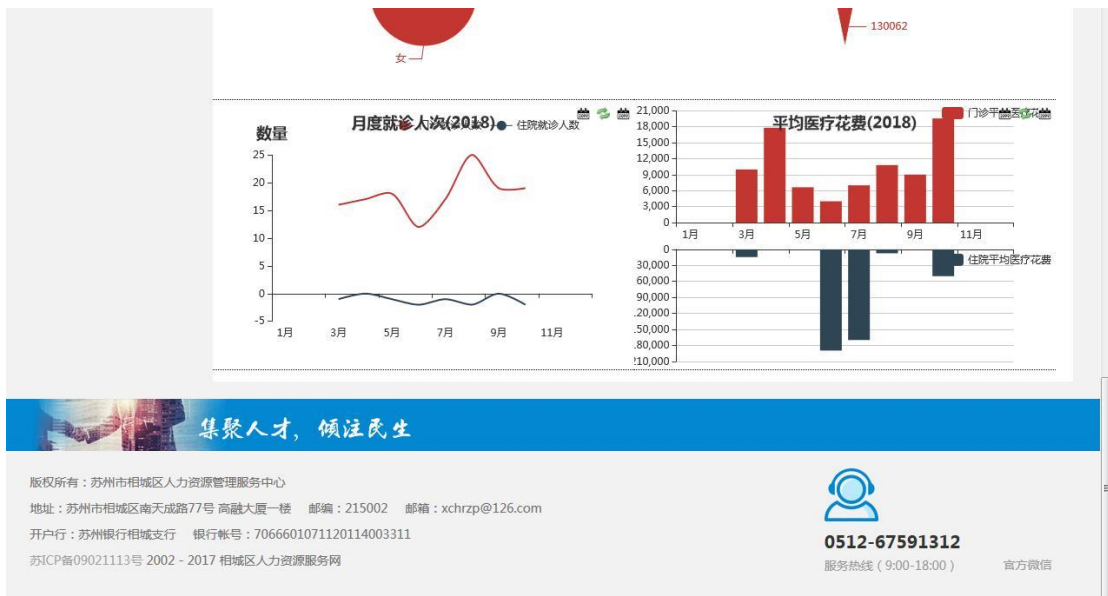 女
130062
月度就诊人次(2018)
住院就诊人数
数量
25
20
15
10
5
0
-5
1月
3月
5月
7月
9月
11月
平均医疗花费(2018)
21,000
18,000
15,000
12,000
9,000
6,000
3,000
0
1月
3月
5月
7月
9月
11月
0
30,000
60,000
90,000
20,000
50,000
80,000
210,000
住院平均医疗花费
集聚人才，倾注民生
版权所有：苏州市相城区人力资源管理服务中心
地址：苏州市相城区南天成路77号 高融大厦一楼 邮编：215002 邮箱：xchrzp@126.com
开户行：苏州银行相城支行 银行帐号：7066601071120114003311
苏ICP备09021113号 2002 - 2017 相城区人力资源服务网
0512-67591312
服务热线（9:00-18:00）
官方微信